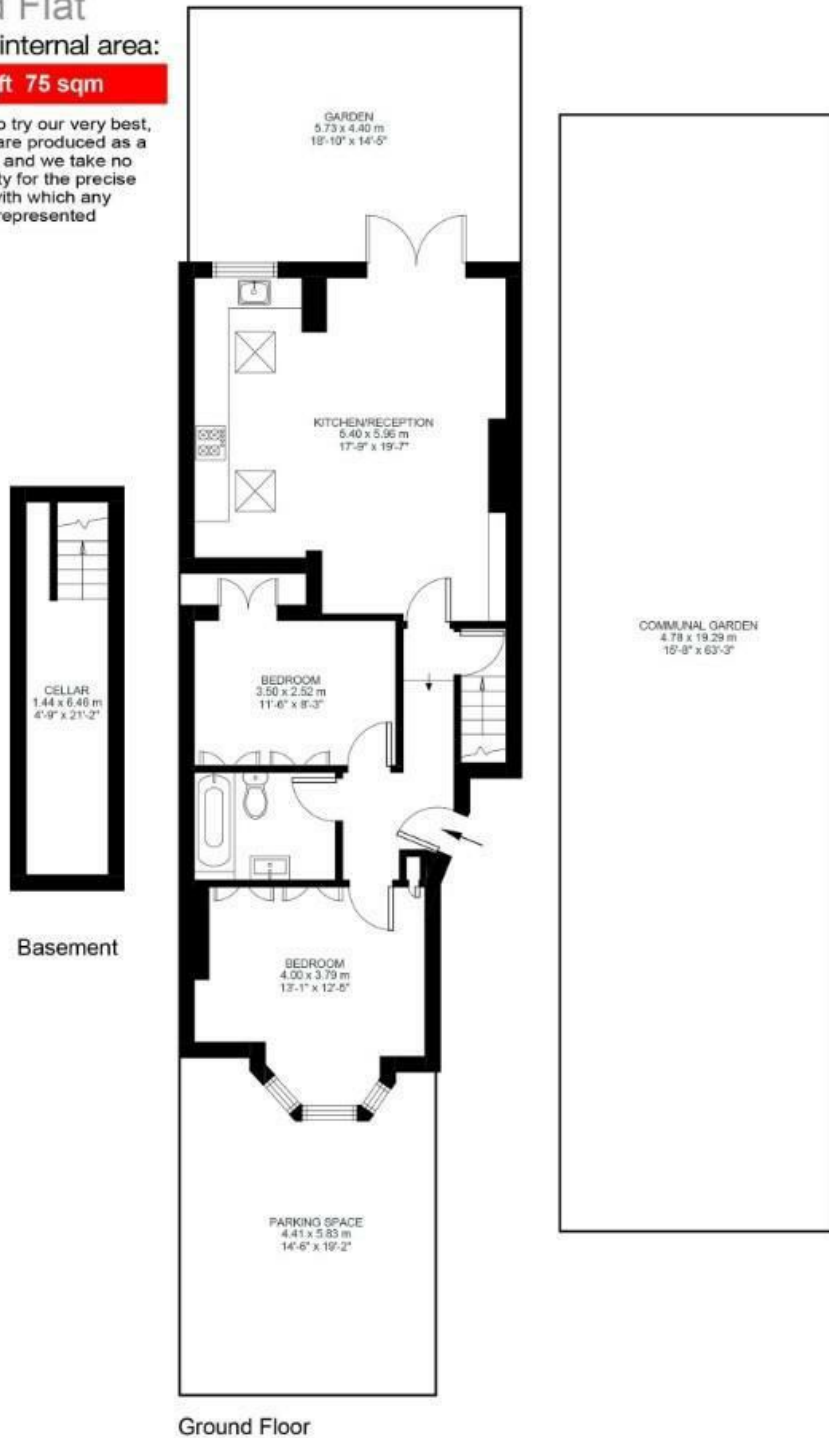 Flat
internal area:
ft 75 sqm
o try our very best,
are produced as a
and we take no
ty for the precise
with which any
represented
GARDEN
5.73 x 4.40 m
18'-10" x 14'-5"
KITCHEN/RECEPTION
5.40 x 5.96 m
17'-9" x 19'-7"
COMMUNAL GARDEN
4.78 x 19.29 m
15'-8" x 63'-3"
BEDROOM
3.50 x 2.52 m
11'-6" x 8'-3"
CELLAR
1.44 x 6.46 m
4'-9" x 21'-2"
Basement
BEDROOM
4.00 x 3.79 m
13'-1" x 12'-5"
PARKING SPACE
4.41 x 5.83 m
14'-6" x 19'-2"
Ground Floor